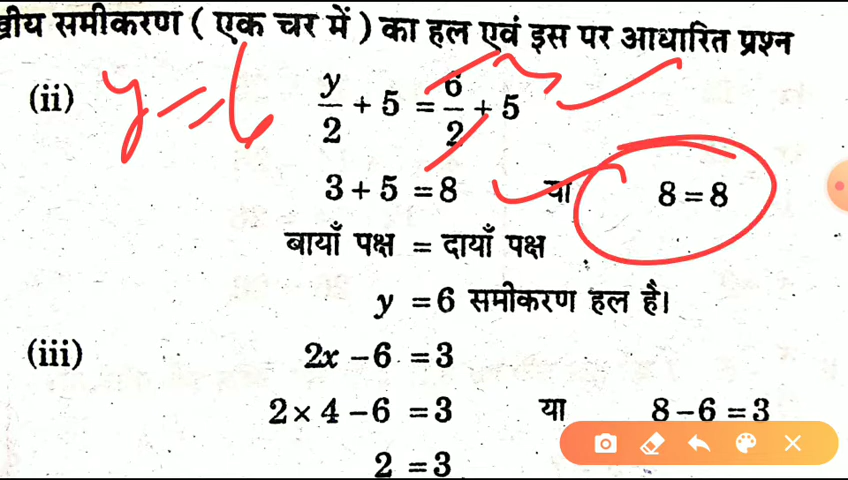 खीय समीकरण ( एक चर में ) का हल एवं इस पर आधारित प्रश्न
(ii) y/2 + 5 = 6/2 + 5
y = 6
3 + 5 = 8 या 8 = 8
बायाँ पक्ष = दायाँ पक्ष
y = 6 समीकरण हल है।
(iii) 2x - 6 = 3
2 × 4 - 6 = 3 या 8 - 6 = 3
2 = 3